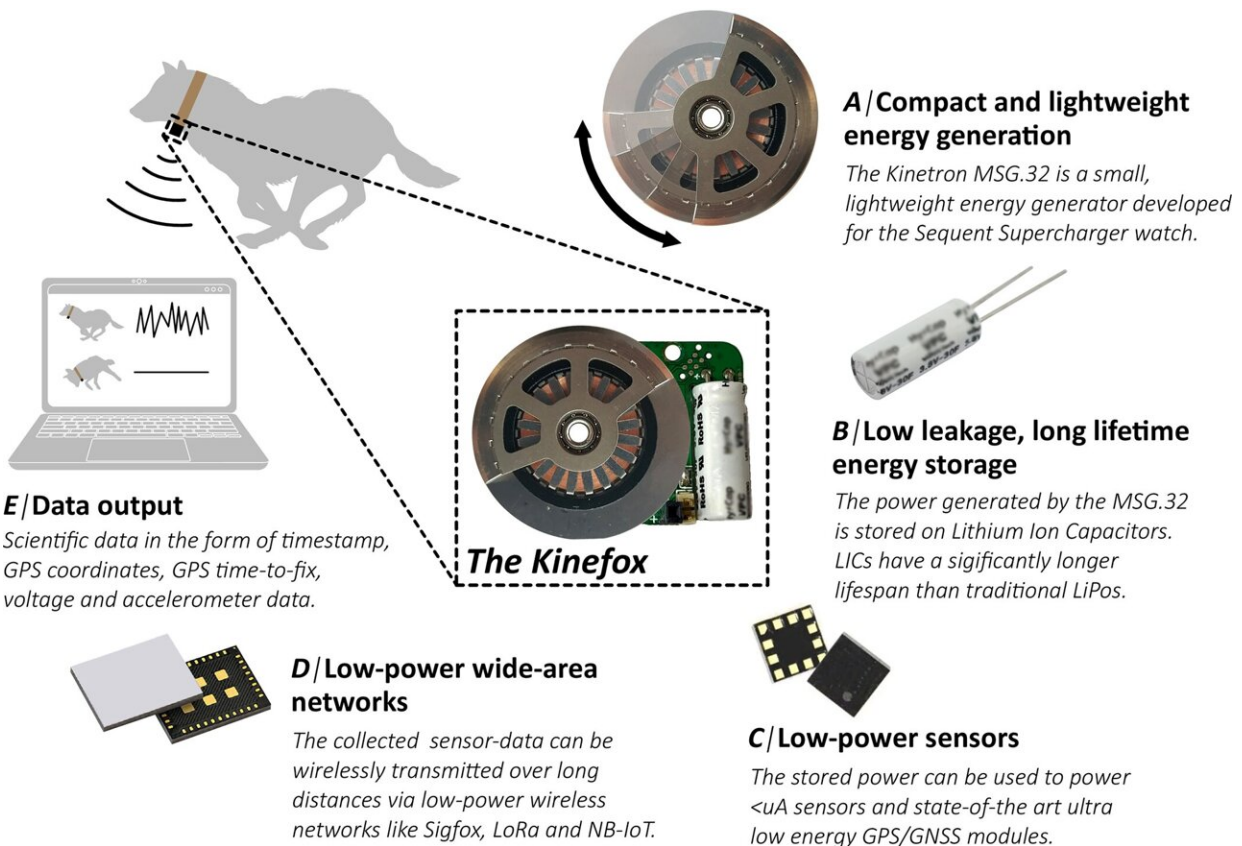 A/Compact and lightweight
energy generation
The Kinetron MSG.32 is a small,
lightweight energy generator developed
for the Sequent Supercharger watch.
B/Low leakage, long lifetime
energy storage
The power generated by the MSG.32
is stored on Lithium Ion Capacitors.
LICs have a sigificantly longer
lifespan than traditional LiPos.
C/Low-power sensors
The stored power can be used to power
<uA sensors and state-of-the art ultra
low energy GPS/GNSS modules.
D/Low-power wide-area
networks
The collected sensor-data can be
wirelessly transmitted over long
distances via low-power wireless
networks like Sigfox, LoRa and NB-IoT.
E/Data output
Scientific data in the form of timestamp,
GPS coordinates, GPS time-to-fix,
voltage and accelerometer data.
The Kinefox
RoHS
RoHS